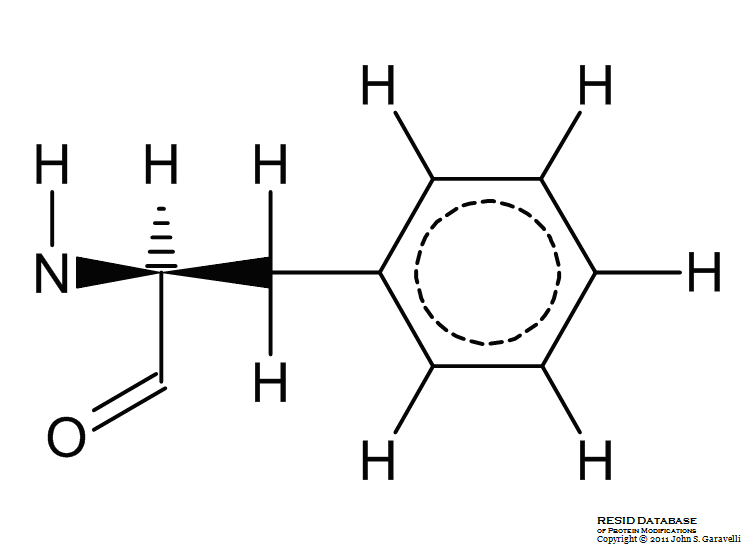 H H
H H H
N H
O H
H H
RESID DATABASE
OF PROTEIN MODIFICATIONS
Copyright © 2011 John S. Garavelli